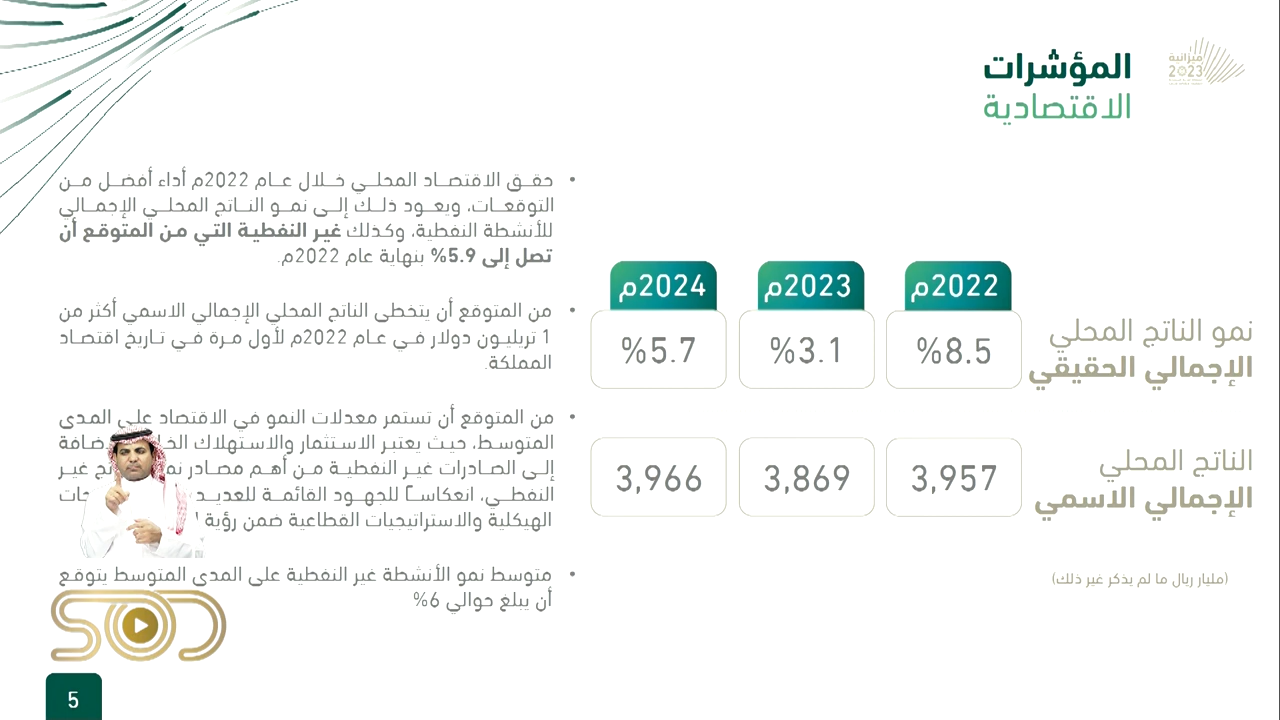 ميزانية
2023
المؤشرات
الاقتصادية
2022م 2023م 2024م
نمو الناتج المحلي
الإجمالي الحقيقي
%8.5 %3.1 %5.7
الناتج المحلي
الإجمالي الاسمي
3,957 3,869 3,966
(مليار ريال ما لم يذكر غير ذلك)
• حقق الاقتصاد المحلي خلال عام 2022م أداء أفضل من
التوقعات، ويعود ذلك إلى نمو الناتج المحلي الإجمالي
للأنشطة النفطية، وكذلك غير النفطية التي من المتوقع أن
تصل إلى 5.9% بنهاية عام 2022م.
• من المتوقع أن يتخطى الناتج المحلي الإجمالي الاسمي أكثر من
1 تريليون دولار في عام 2022م لأول مرة في تاريخ اقتصاد
المملكة.
• من المتوقع أن تستمر معدلات النمو في الاقتصاد على المدى
المتوسط، حيث يعتبر الاستثمار والاستهلاك
إلى الصادرات غير النفطية من أهم مصادر غير
النفطي، انعكاساً للجهود القائمة للعديد
الهيكلية والاستراتيجيات القطاعية ضمن رؤية
• متوسط نمو الأنشطة غير النفطية على المدى المتوسط يتوقع
أن يبلغ حوالي 6%
5